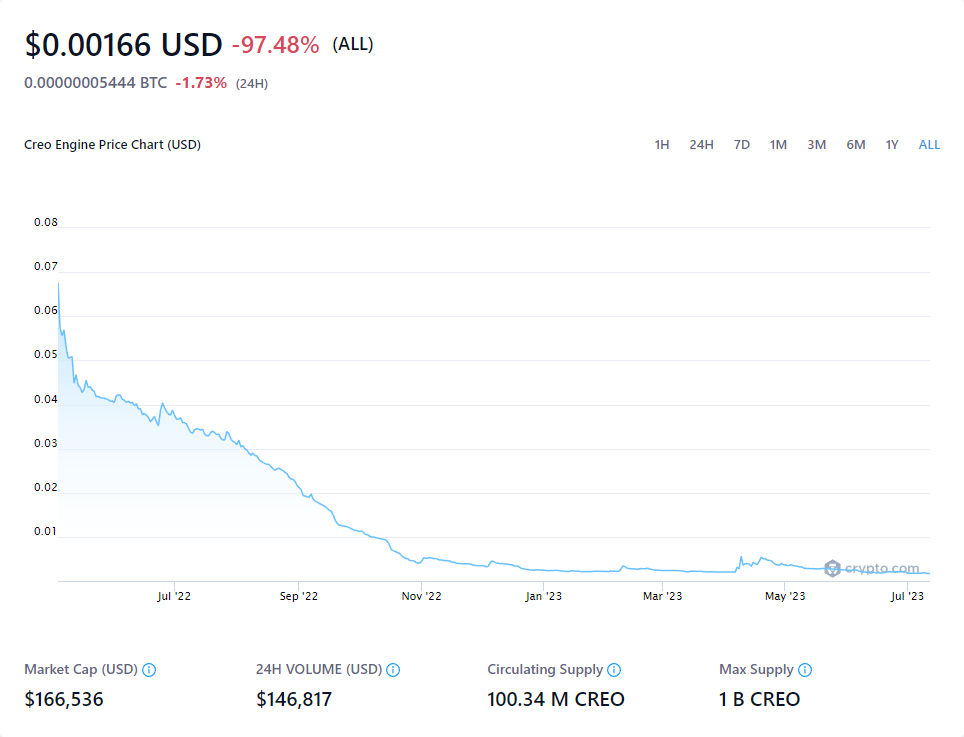 $0.00166 USD -97.48% (ALL)
0.00000005444 BTC -1.73% (24H)
Creo Engine Price Chart (USD) 1H 24H 7D 1M 3M 6M 1Y ALL
0.08
0.07
0.06
0.05
0.04
0.03
0.02
0.01
crypto.com
Jul '22 Sep '22 Nov '22 Jan '23 Mar '23 May '23 Jul '23
Market Cap (USD) 24H VOLUME (USD) Circulating Supply Max Supply
$166,536 $146,817 100.34 M CREO 1 B CREO